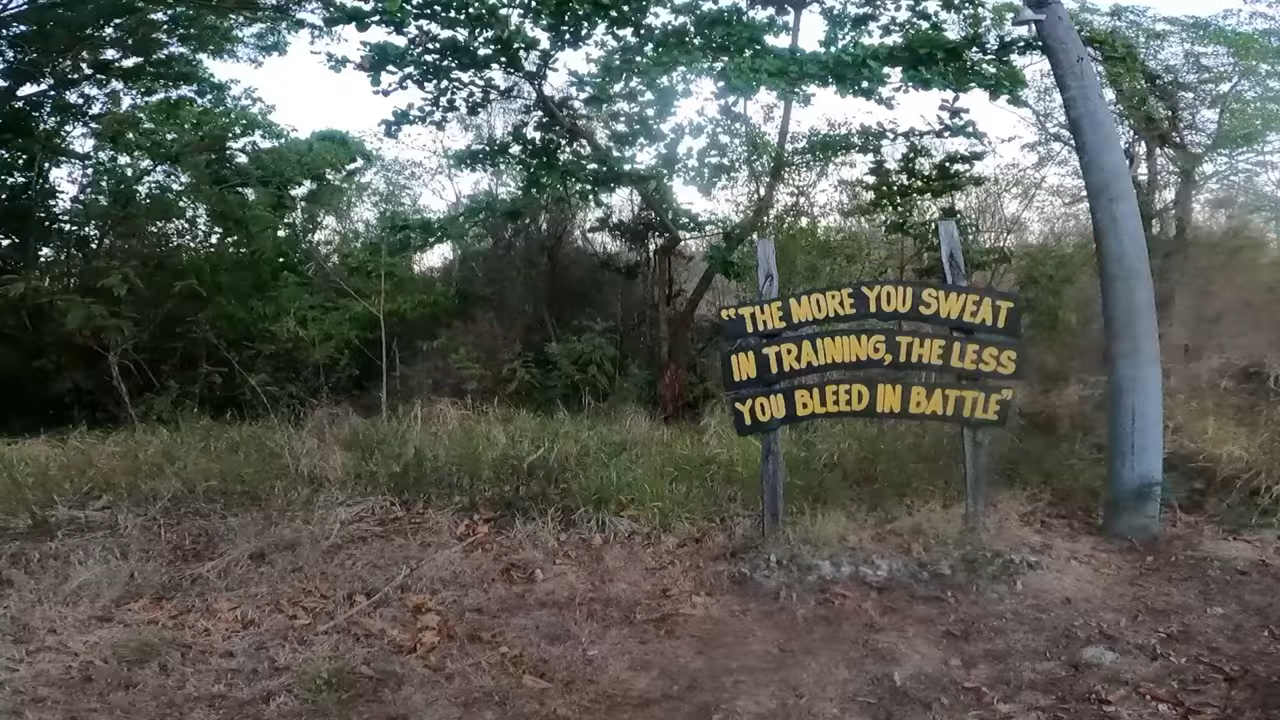 “THE MORE YOU SWEAT
IN TRAINING, THE LESS
YOU BLEED IN BATTLE”